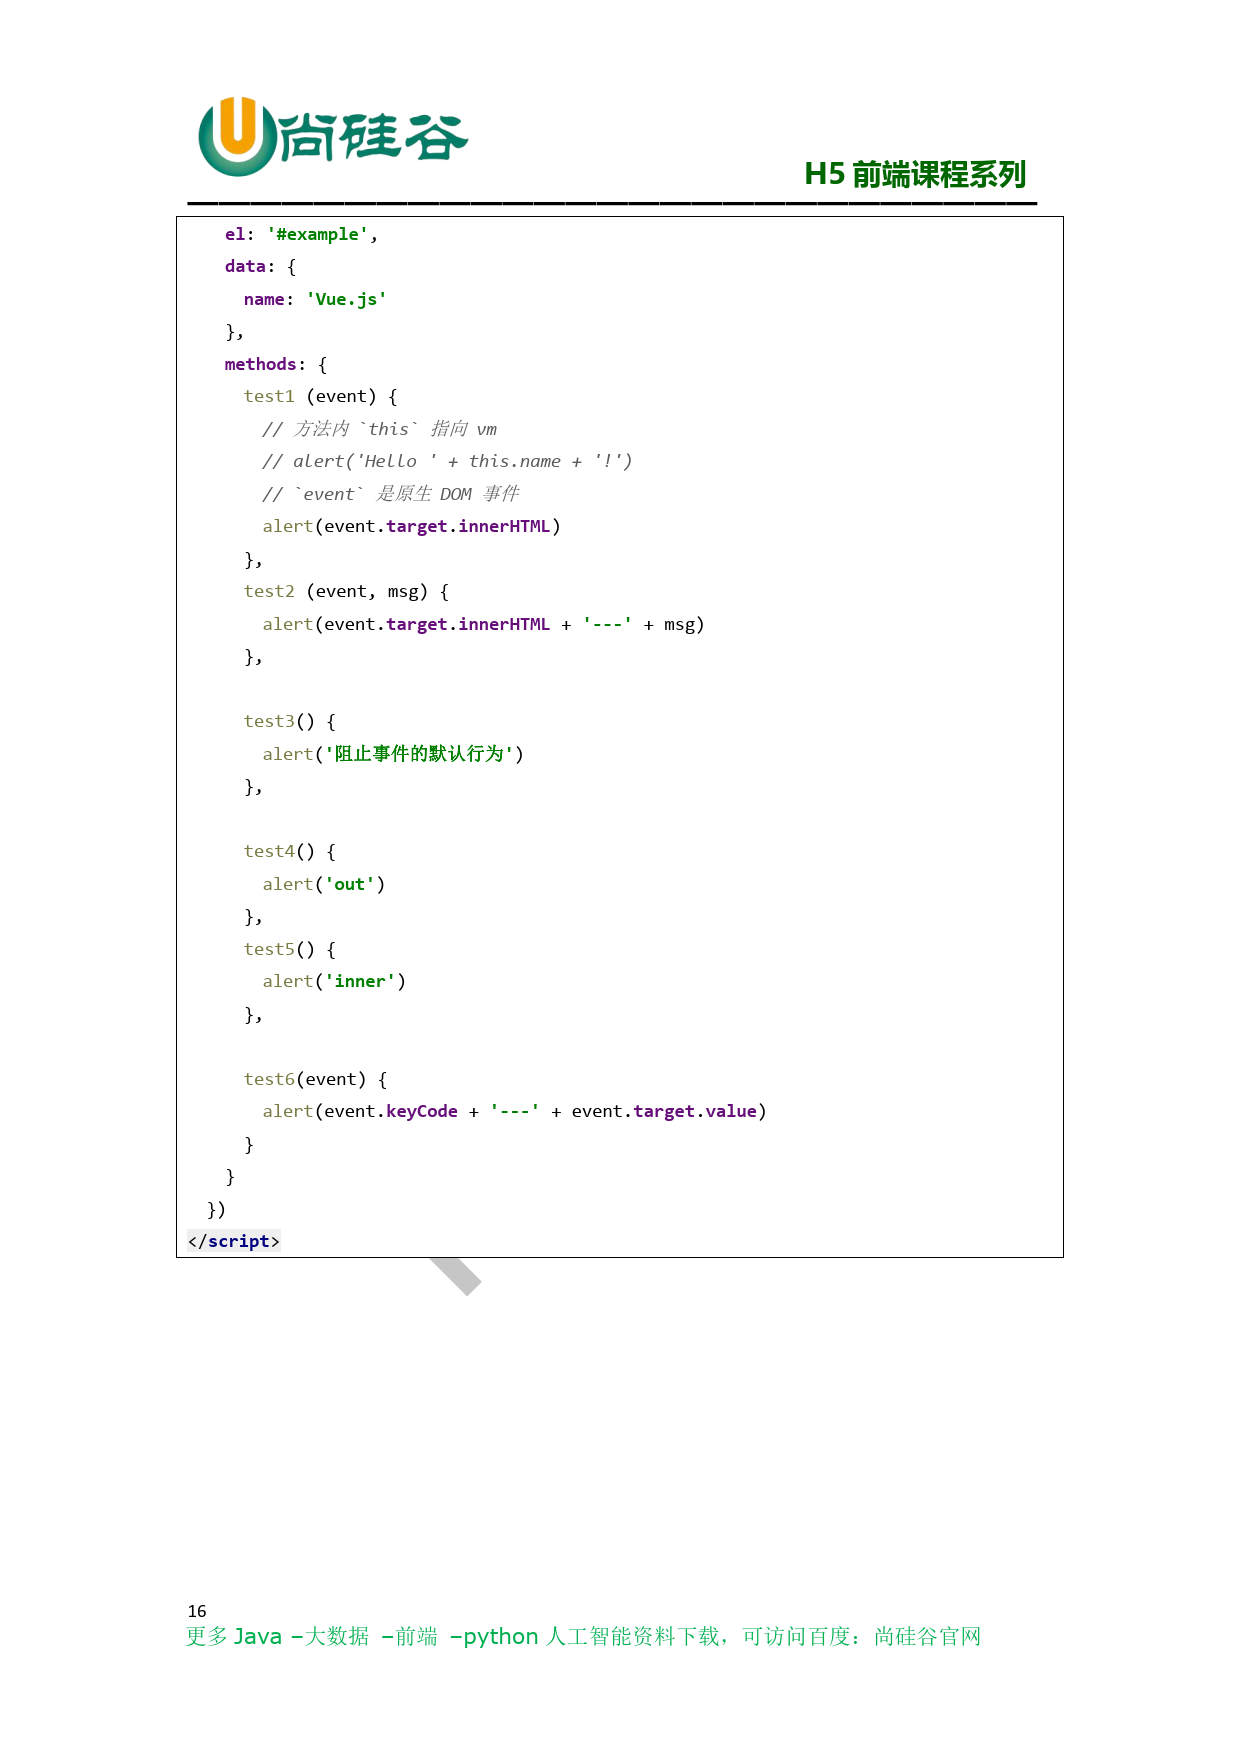 尚硅谷
H5 前端课程系列
el: '#example',
data: {
name: 'Vue.js'
},
methods: {
test1 (event) {
// 方法内 `this` 指向 vm
// alert('Hello ' + this.name + '!')
// `event` 是原生 DOM 事件
alert(event.target.innerHTML)
},
test2 (event, msg) {
alert(event.target.innerHTML + '---' + msg)
},
test3() {
alert('阻止事件的默认行为')
},
test4() {
alert('out')
},
test5() {
alert('inner')
},
test6(event) {
alert(event.keyCode + '---' + event.target.value)
}
}
})
</script>
16
更多 Java –大数据 –前端 –python 人工智能资料下载，可访问百度：尚硅谷官网